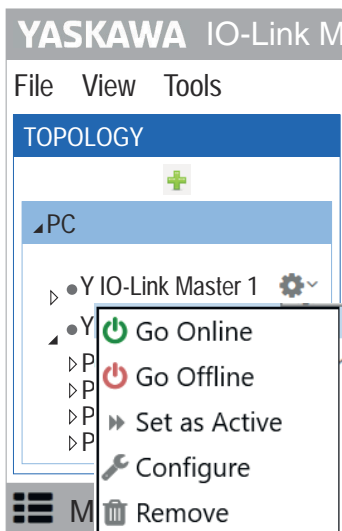 YASKAWA IO-Link M
File View Tools
TOPOLOGY
PC
Y IO-Link Master 1
Y
Go Online
P
Go Offline
P
P
Set as Active
P
Configure
M
Remove